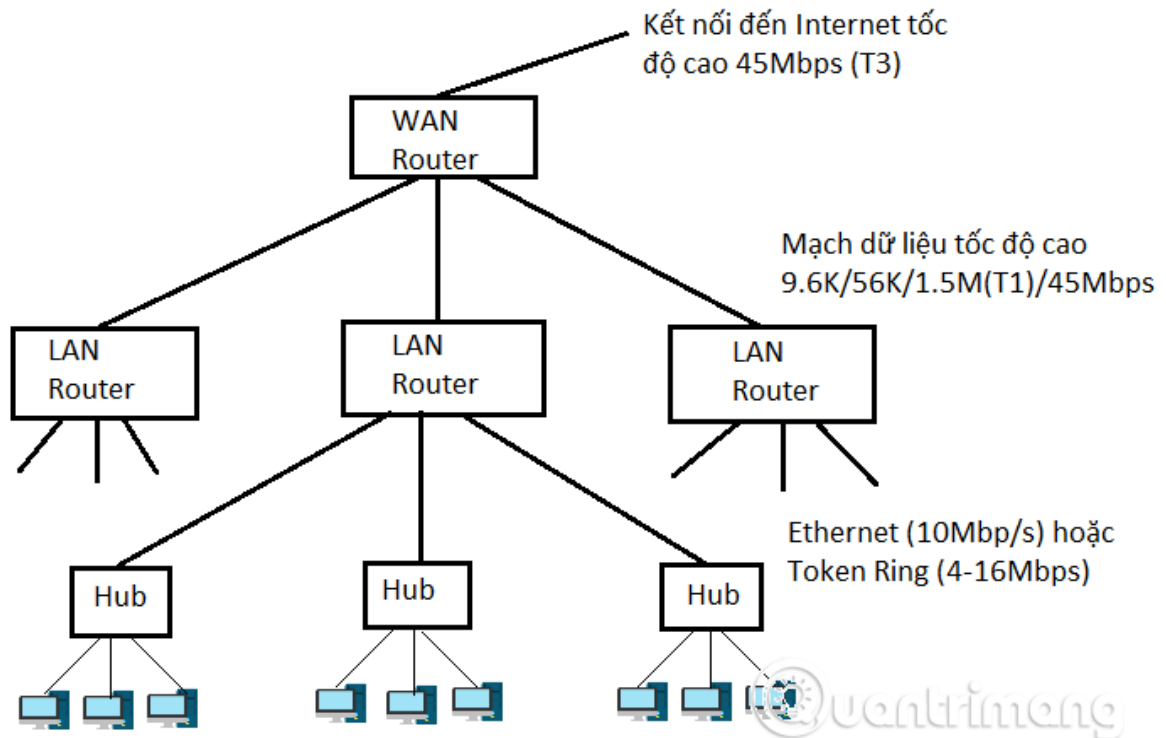 Kết nối đến Internet tốc
độ cao 45Mbps (T3)
WAN
Router
Mạch dữ liệu tốc độ cao
9.6K/56K/1.5M(T1)/45Mbps
LAN
Router
LAN
Router
LAN
Router
Ethernet (10Mbp/s) hoặc
Token Ring (4-16Mbps)
Hub
Hub
Hub
Quantrimang